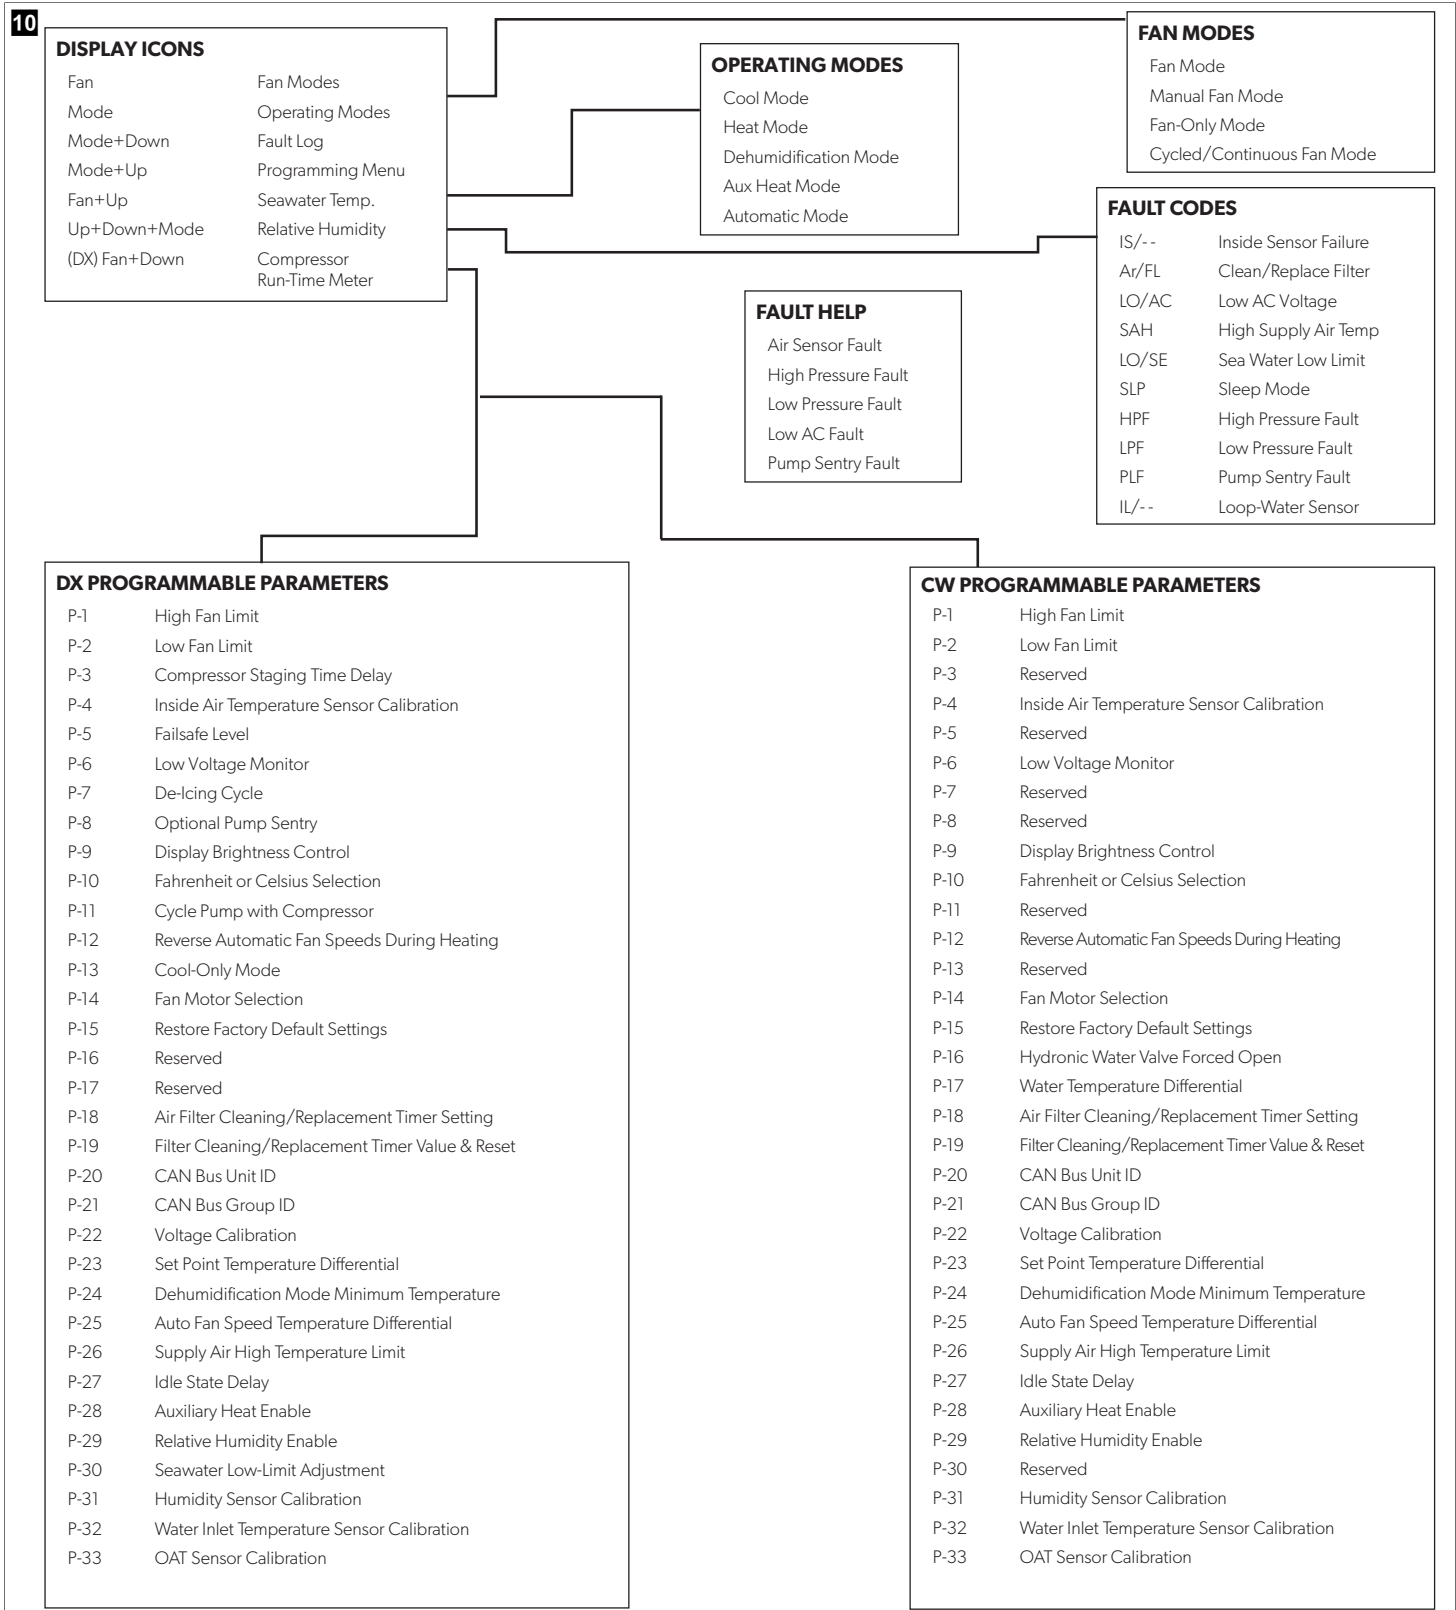 10
DISPLAY ICONS
Fan Fan Modes
Mode Operating Modes
Mode+Down Fault Log
Mode+Up Programming Menu
Fan+Up Seawater Temp.
Up+Down+Mode Relative Humidity
(DX) Fan+Down Compressor
Run-Time Meter
OPERATING MODES
Cool Mode
Heat Mode
Dehumidification Mode
Aux Heat Mode
Automatic Mode
FAN MODES
Fan Mode
Manual Fan Mode
Fan-Only Mode
Cycled/Continuous Fan Mode
FAULT HELP
Air Sensor Fault
High Pressure Fault
Low Pressure Fault
Low AC Fault
Pump Sentry Fault
FAULT CODES
IS/-- Inside Sensor Failure
Ar/FL Clean/Replace Filter
LO/AC Low AC Voltage
SAH High Supply Air Temp
LO/SE Sea Water Low Limit
SLP Sleep Mode
HPF High Pressure Fault
LPF Low Pressure Fault
PLF Pump Sentry Fault
IL/-- Loop-Water Sensor
DX PROGRAMMABLE PARAMETERS
P-1 High Fan Limit
P-2 Low Fan Limit
P-3 Compressor Staging Time Delay
P-4 Inside Air Temperature Sensor Calibration
P-5 Failsafe Level
P-6 Low Voltage Monitor
P-7 De-Icing Cycle
P-8 Optional Pump Sentry
P-9 Display Brightness Control
P-10 Fahrenheit or Celsius Selection
P-11 Cycle Pump with Compressor
P-12 Reverse Automatic Fan Speeds During Heating
P-13 Cool-Only Mode
P-14 Fan Motor Selection
P-15 Restore Factory Default Settings
P-16 Reserved
P-17 Reserved
P-18 Air Filter Cleaning/Replacement Timer Setting
P-19 Filter Cleaning/Replacement Timer Value & Reset
P-20 CAN Bus Unit ID
P-21 CAN Bus Group ID
P-22 Voltage Calibration
P-23 Set Point Temperature Differential
P-24 Dehumidification Mode Minimum Temperature
P-25 Auto Fan Speed Temperature Differential
P-26 Supply Air High Temperature Limit
P-27 Idle State Delay
P-28 Auxiliary Heat Enable
P-29 Relative Humidity Enable
P-30 Seawater Low-Limit Adjustment
P-31 Humidity Sensor Calibration
P-32 Water Inlet Temperature Sensor Calibration
P-33 OAT Sensor Calibration
CW PROGRAMMABLE PARAMETERS
P-1 High Fan Limit
P-2 Low Fan Limit
P-3 Reserved
P-4 Inside Air Temperature Sensor Calibration
P-5 Reserved
P-6 Low Voltage Monitor
P-7 Reserved
P-8 Reserved
P-9 Display Brightness Control
P-10 Fahrenheit or Celsius Selection
P-11 Reserved
P-12 Reverse Automatic Fan Speeds During Heating
P-13 Reserved
P-14 Fan Motor Selection
P-15 Restore Factory Default Settings
P-16 Hydronic Water Valve Forced Open
P-17 Water Temperature Differential
P-18 Air Filter Cleaning/Replacement Timer Setting
P-19 Filter Cleaning/Replacement Timer Value & Reset
P-20 CAN Bus Unit ID
P-21 CAN Bus Group ID
P-22 Voltage Calibration
P-23 Set Point Temperature Differential
P-24 Dehumidification Mode Minimum Temperature
P-25 Auto Fan Speed Temperature Differential
P-26 Supply Air High Temperature Limit
P-27 Idle State Delay
P-28 Auxiliary Heat Enable
P-29 Relative Humidity Enable
P-30 Reserved
P-31 Humidity Sensor Calibration
P-32 Water Inlet Temperature Sensor Calibration
P-33 OAT Sensor Calibration